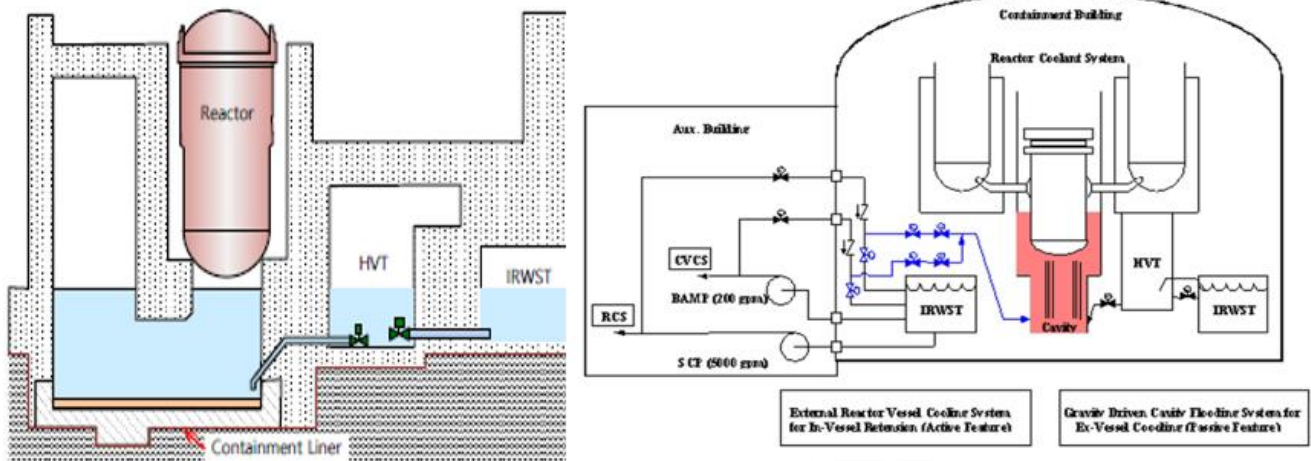 Reactor
HVT
IRWST
Containment Liner
Containment Building
Reactor Coolant System
Aux. Building
CVCS
BAMP (200 gpm)
RCS
SCP (5000 gpm)
IRWST
Cavity
HVT
IRWST
External Reactor Vessel Cooling System
for In-Vessel Retention (Active Feature)
Gravity Driven Cavity Flooding System for
Ex-Vessel Coodling (Passive Feature)